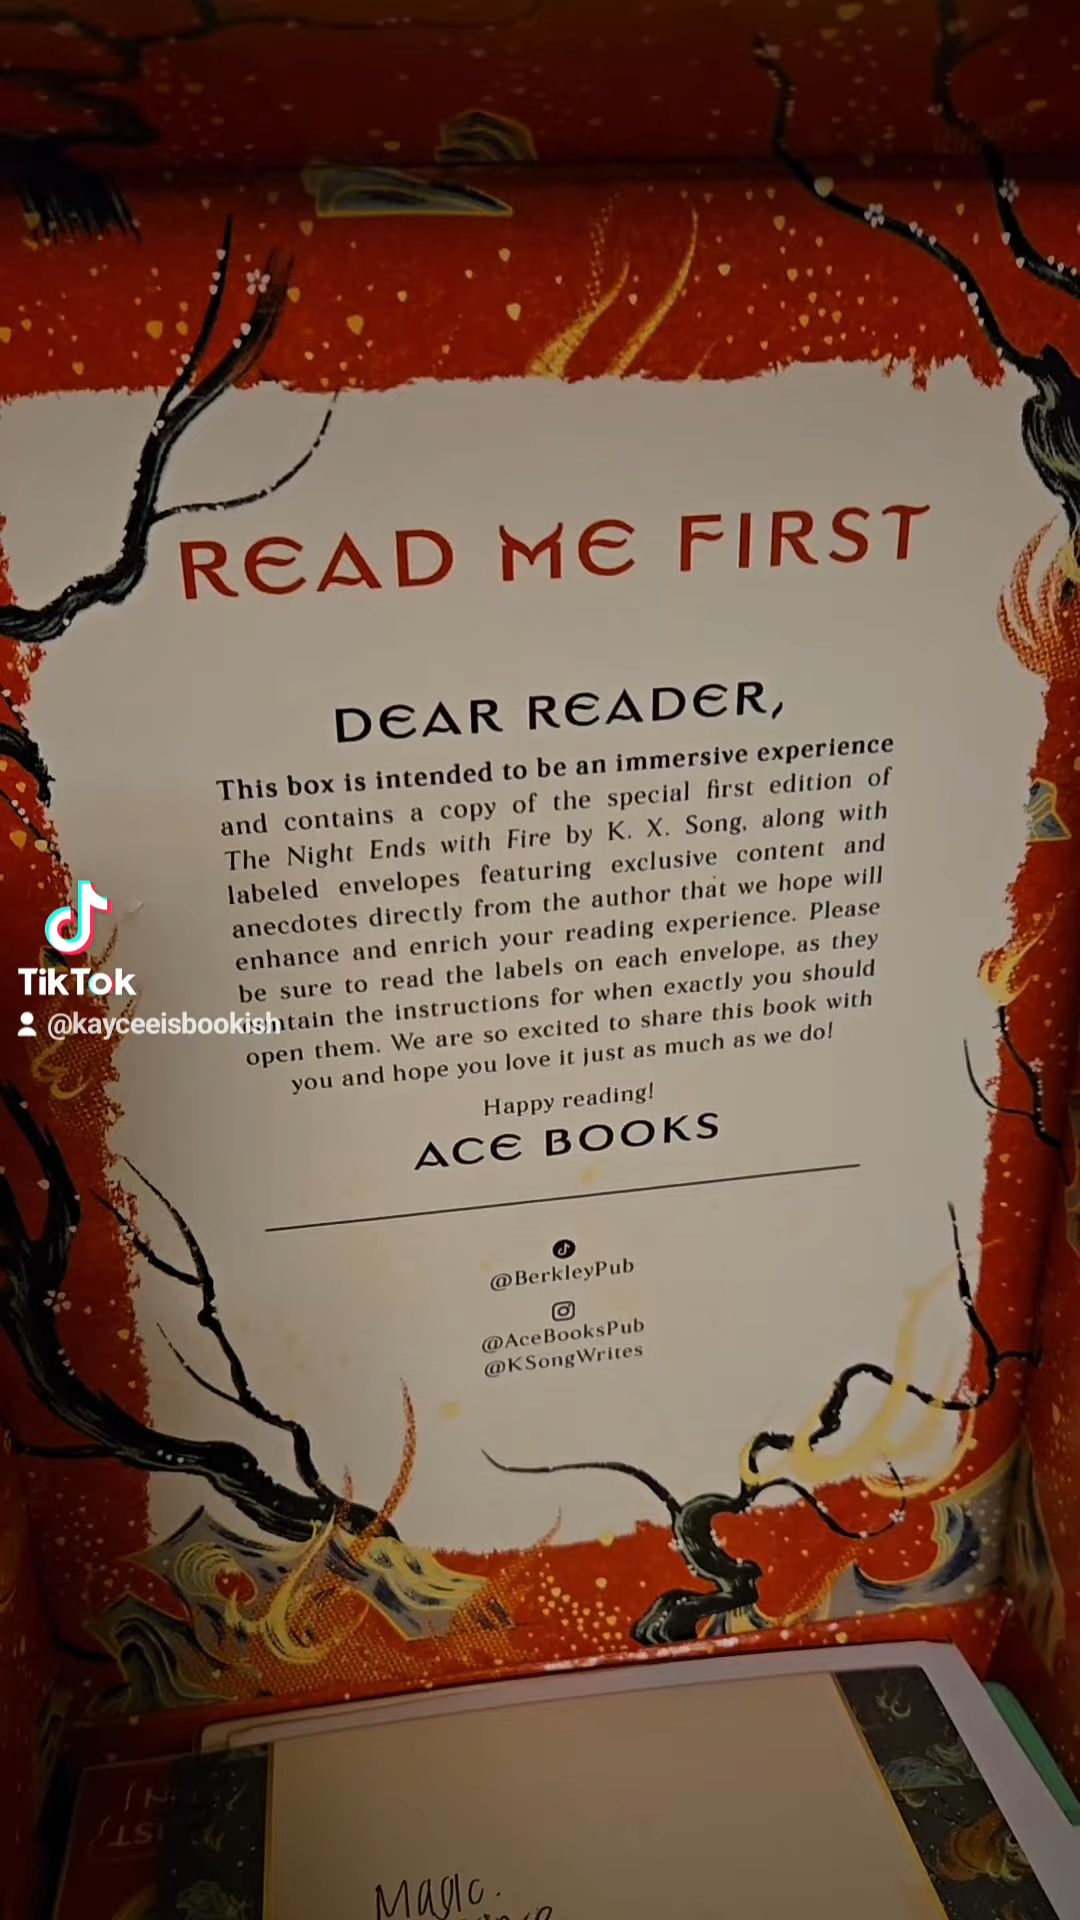 READ ME FIRST
DEAR READER,
This box is intended to be an immersive experience
and contains a copy of the special first edition of
The Night Ends with Fire by K. X. Song, along with
labeled envelopes featuring exclusive content and
anecdotes directly from the author that we hope will
enhance and enrich your reading experience. Please
be sure to read the labels on each envelope, as they
contain the instructions for when exactly you should
open them. We are so excited to share this book with
you and hope you love it just as much as we do!
Happy reading!
ACE BOOKS
@BerkleyPub
@AceBooksPub
@KSongWrites
TikTok
@kayceeisbookish
Magic.